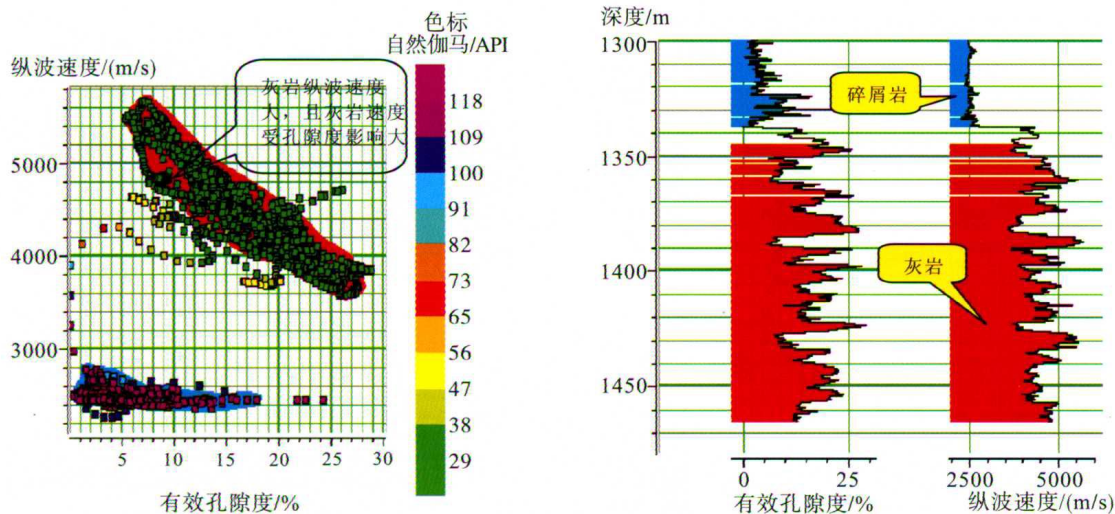 色标
自然伽马/API
纵波速度/(m/s)
灰岩纵波速度
大，且灰岩速度
受孔隙度影响大
5000
4000
3000
5 10 15 20 25 30
有效孔隙度/%
118
109
100
91
82
73
65
56
47
38
29
深度/m
1300
1350
1400
1450
碎屑岩
灰岩
0 25
有效孔隙度/%
2500 5000
纵波速度/(m/s)